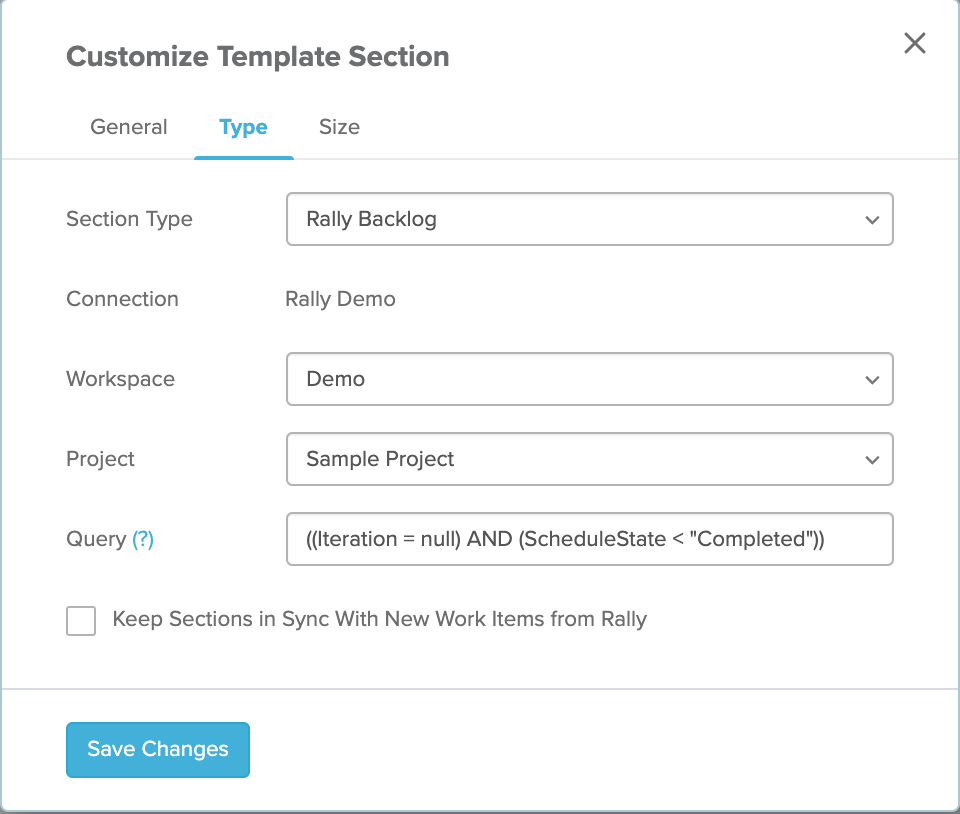 Customize Template Section
General Type Size
Section Type Rally Backlog
Connection Rally Demo
Workspace Demo
Project Sample Project
Query (?) ((Iteration = null) AND (ScheduleState < "Completed"))
Keep Sections in Sync With New Work Items from Rally
Save Changes